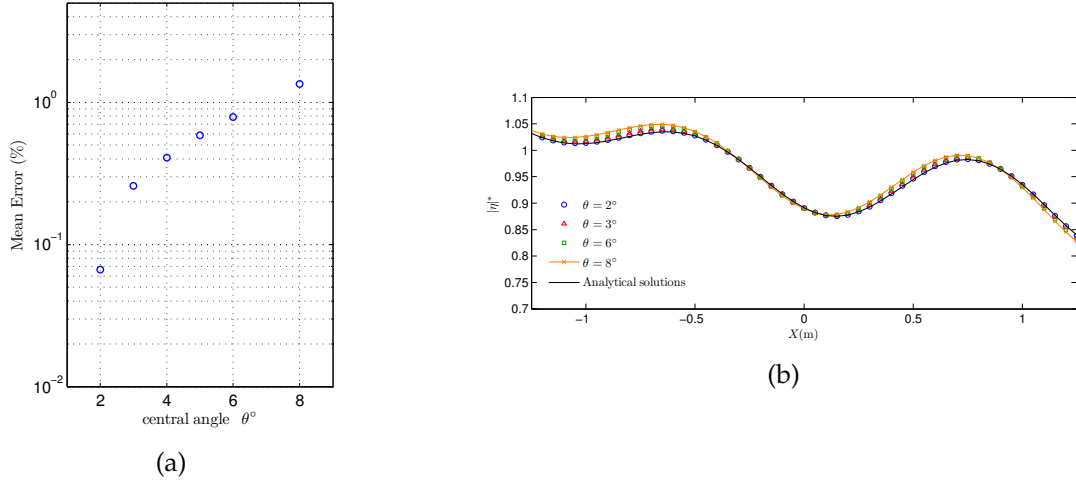 Mean Error (%)
10⁰
10⁻¹
10⁻²
2 4 6 8
central angle θ°
(a)
|η|*
1.1
1.05
1
0.95
0.9
0.85
0.8
0.75
0.7
θ = 2°
θ = 3°
θ = 6°
θ = 8°
Analytical solutions
−1 −0.5 0 0.5 1
X(m)
(b)